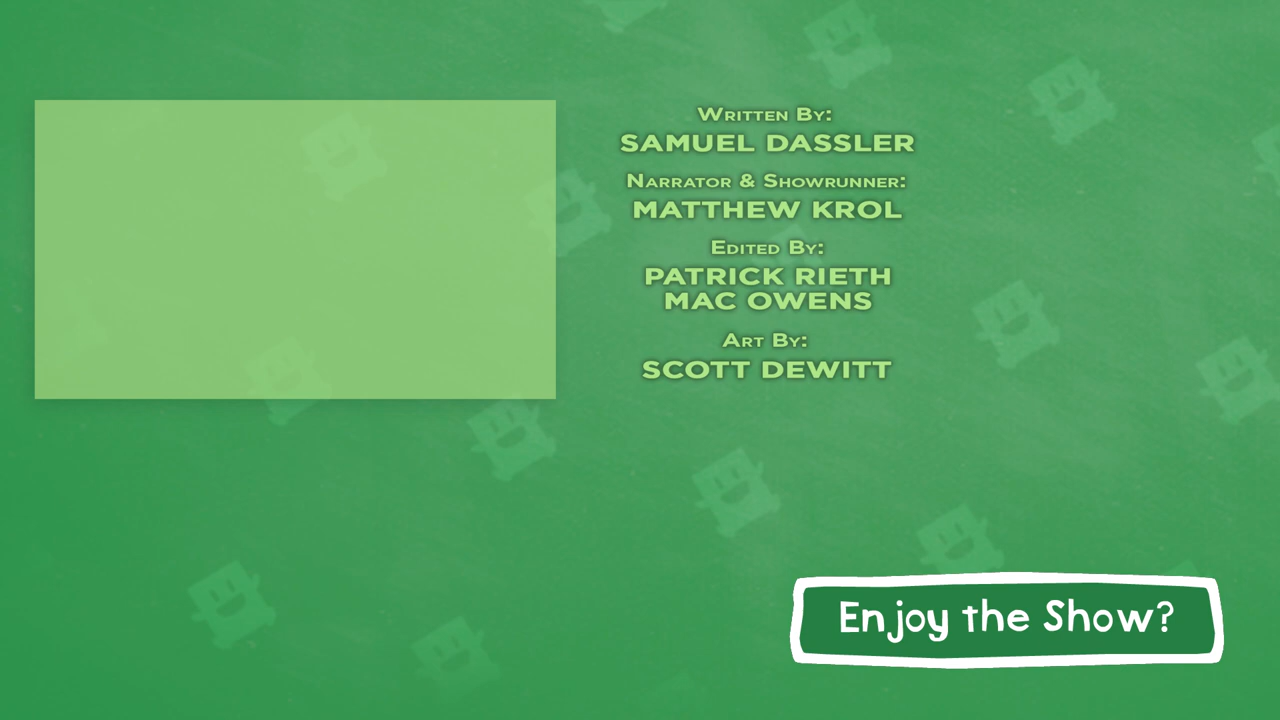 Written By:
SAMUEL DASSLER
Narrator & Showrunner:
MATTHEW KROL
Edited By:
PATRICK RIETH
MAC OWENS
Art By:
SCOTT DEWITT
Enjoy the Show?